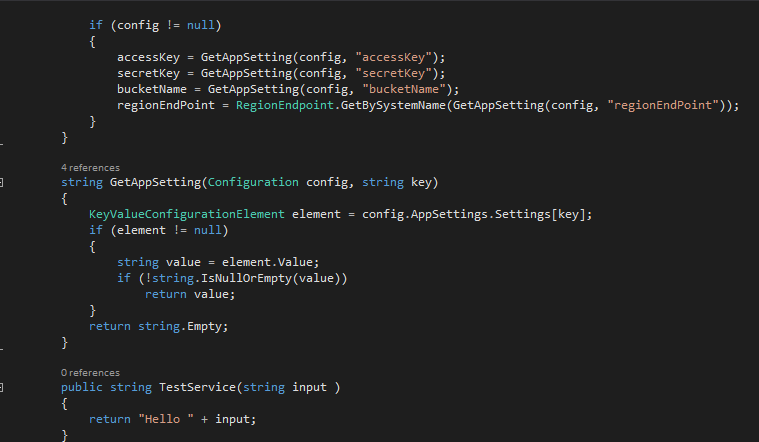 if (config != null)
{
accessKey = GetAppSetting(config, "accessKey");
secretKey = GetAppSetting(config, "secretKey");
bucketName = GetAppSetting(config, "bucketName");
regionEndPoint = RegionEndpoint.GetBySystemName(GetAppSetting(config, "regionEndPoint"));
}
}
4 references
string GetAppSetting(Configuration config, string key)
{
KeyValueConfigurationElement element = config.AppSettings.Settings[key];
if (element != null)
{
string value = element.Value;
if (!string.IsNullOrEmpty(value))
return value;
}
return string.Empty;
}
0 references
public string TestService(string input )
{
return "Hello " + input;
}